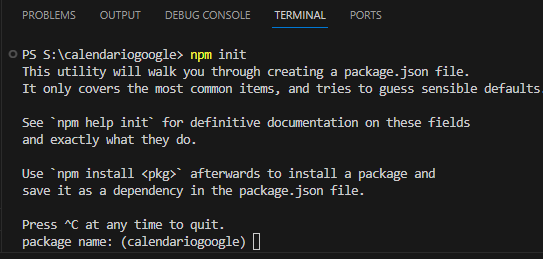 PROBLEMS OUTPUT DEBUG CONSOLE TERMINAL PORTS
PS S:\calendariogoogle> npm init
This utility will walk you through creating a package.json file.
It only covers the most common items, and tries to guess sensible defaults.
See `npm help init` for definitive documentation on these fields
and exactly what they do.
Use `npm install <pkg>` afterwards to install a package and
save it as a dependency in the package.json file.
Press ^C at any time to quit.
package name: (calendariogoogle)